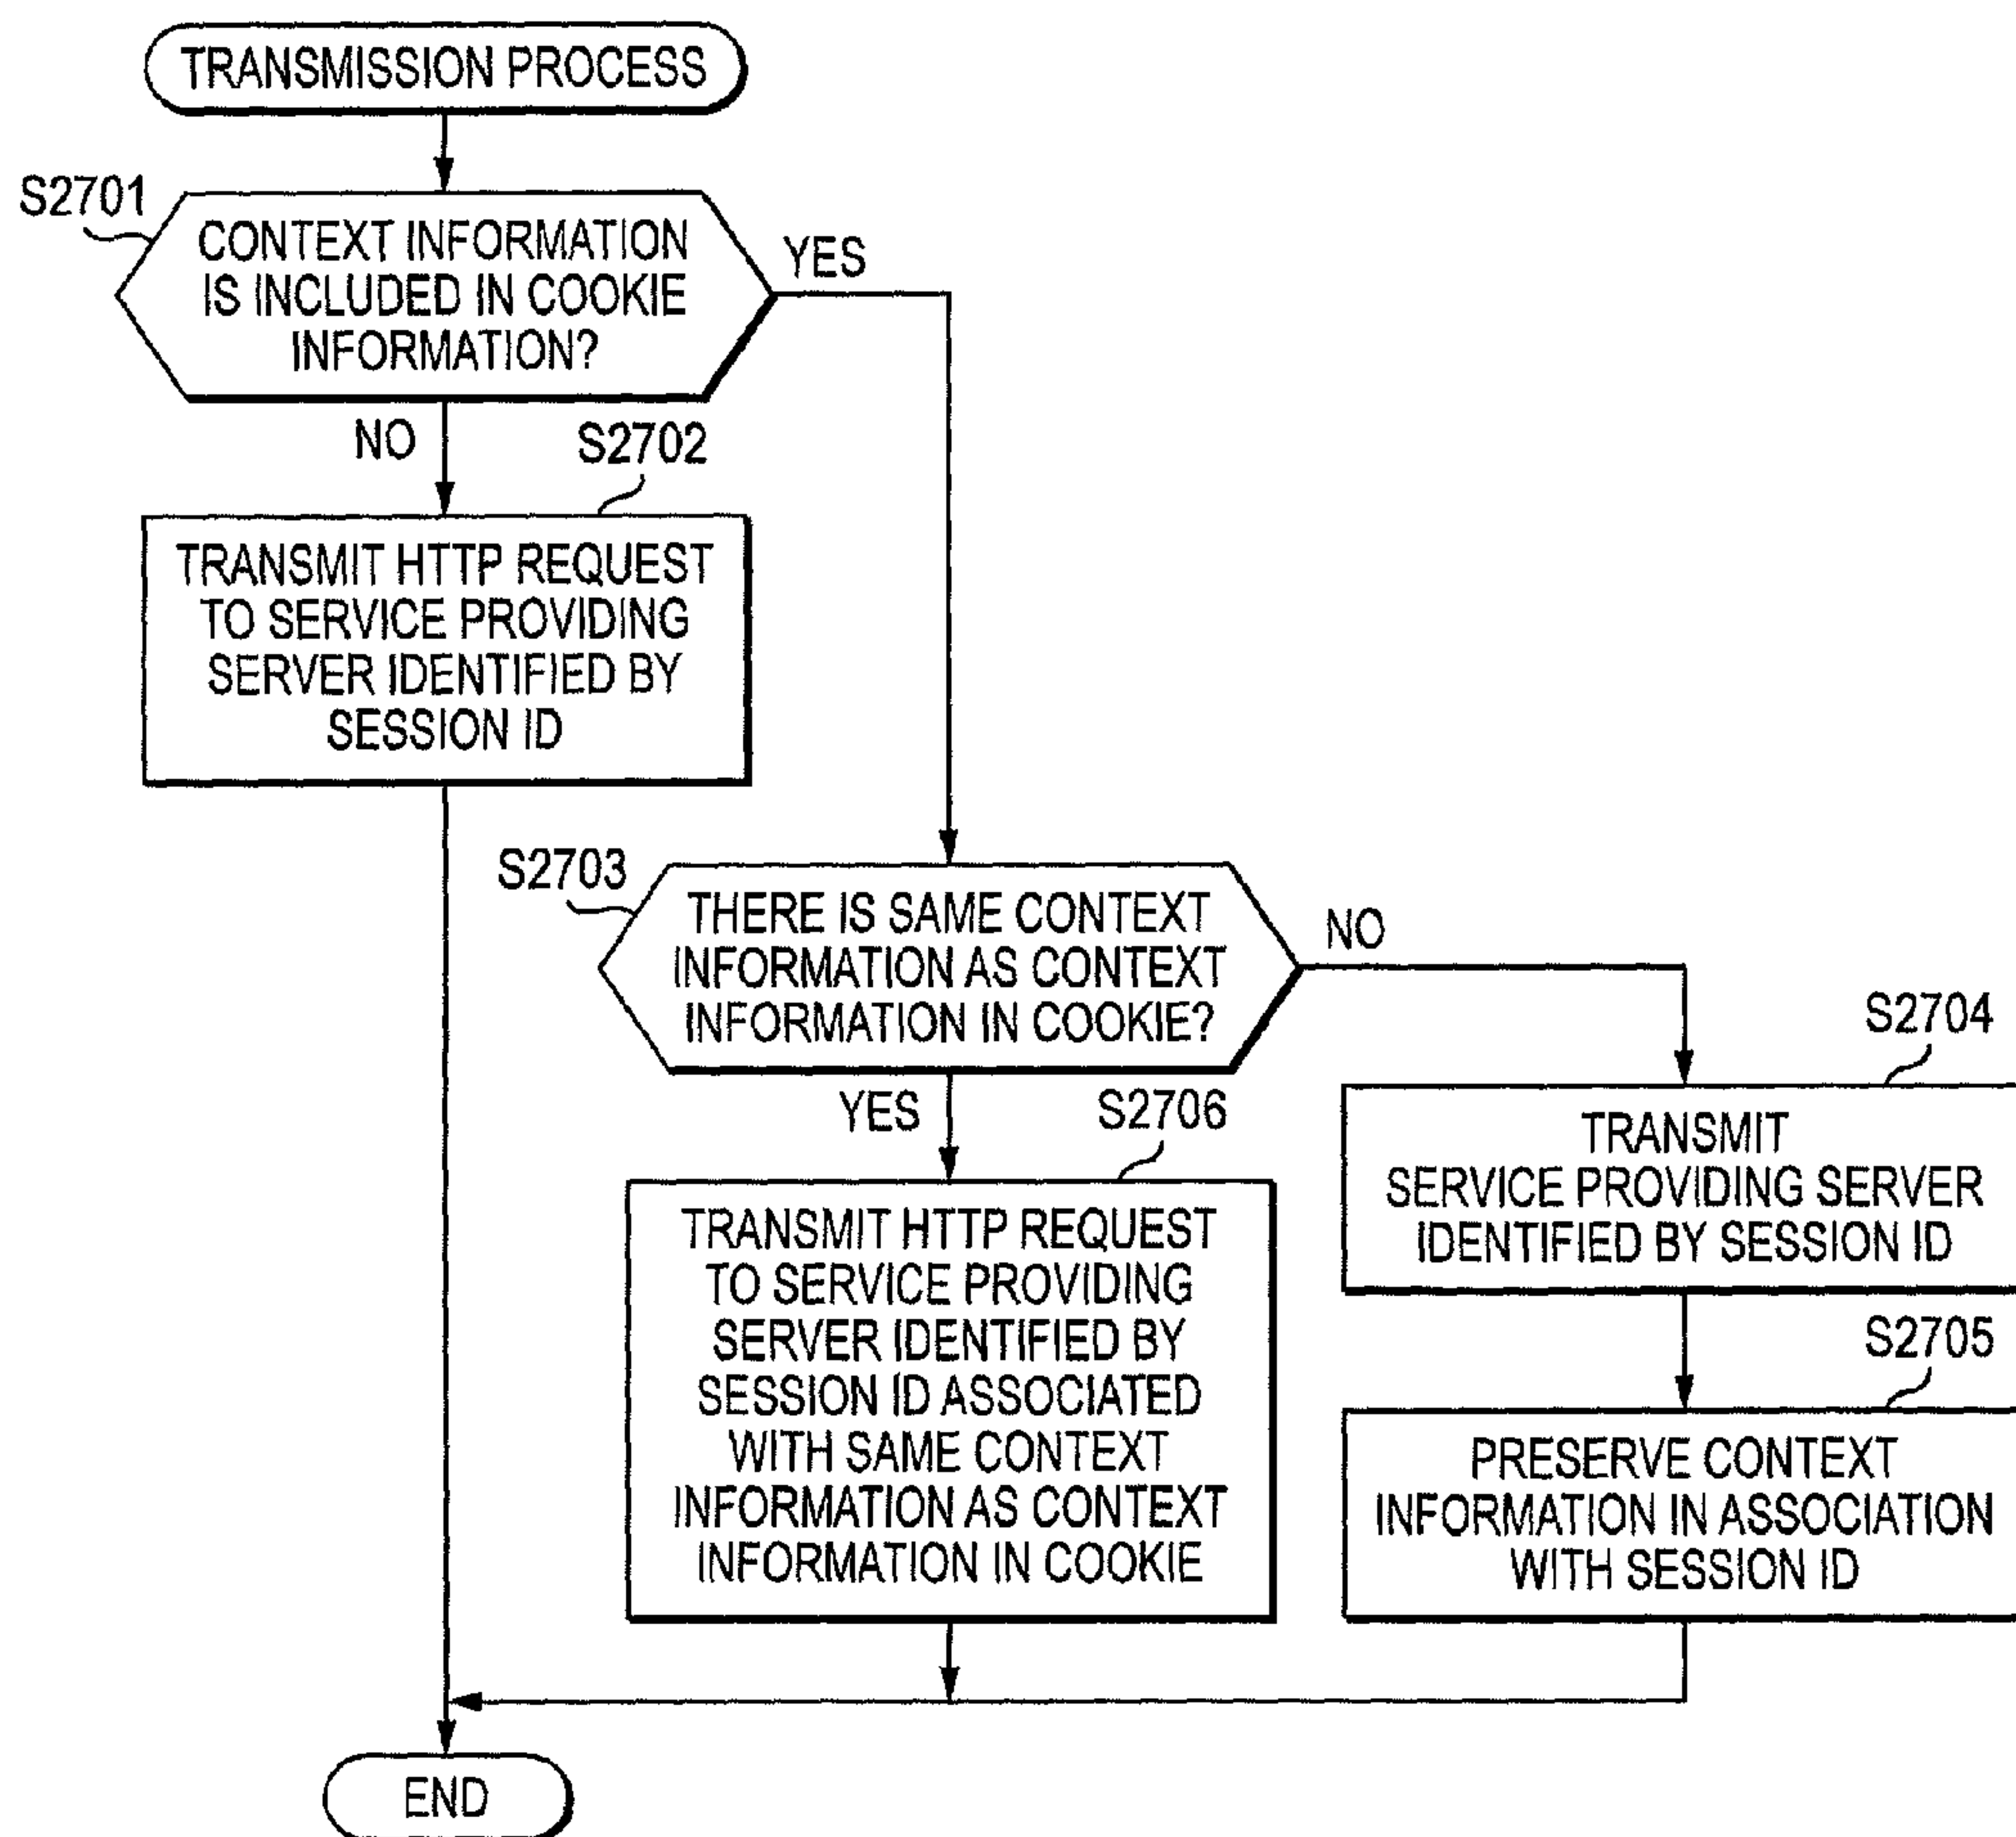 TRANSMISSION PROCESS
S2701
CONTEXT INFORMATION
IS INCLUDED IN COOKIE
INFORMATION?
YES
NO
S2702
TRANSMIT HTTP REQUEST
TO SERVICE PROVIDING
SERVER IDENTIFIED BY
SESSION ID
S2703
THERE IS SAME CONTEXT
INFORMATION AS CONTEXT
INFORMATION IN COOKIE?
NO
YES
S2704
TRANSMIT
SERVICE PROVIDING SERVER
IDENTIFIED BY SESSION ID
S2706
TRANSMIT HTTP REQUEST
TO SERVICE PROVIDING
SERVER IDENTIFIED BY
SESSION ID ASSOCIATED
WITH SAME CONTEXT
INFORMATION AS CONTEXT
INFORMATION IN COOKIE
S2705
PRESERVE CONTEXT
INFORMATION IN ASSOCIATION
WITH SESSION ID
END